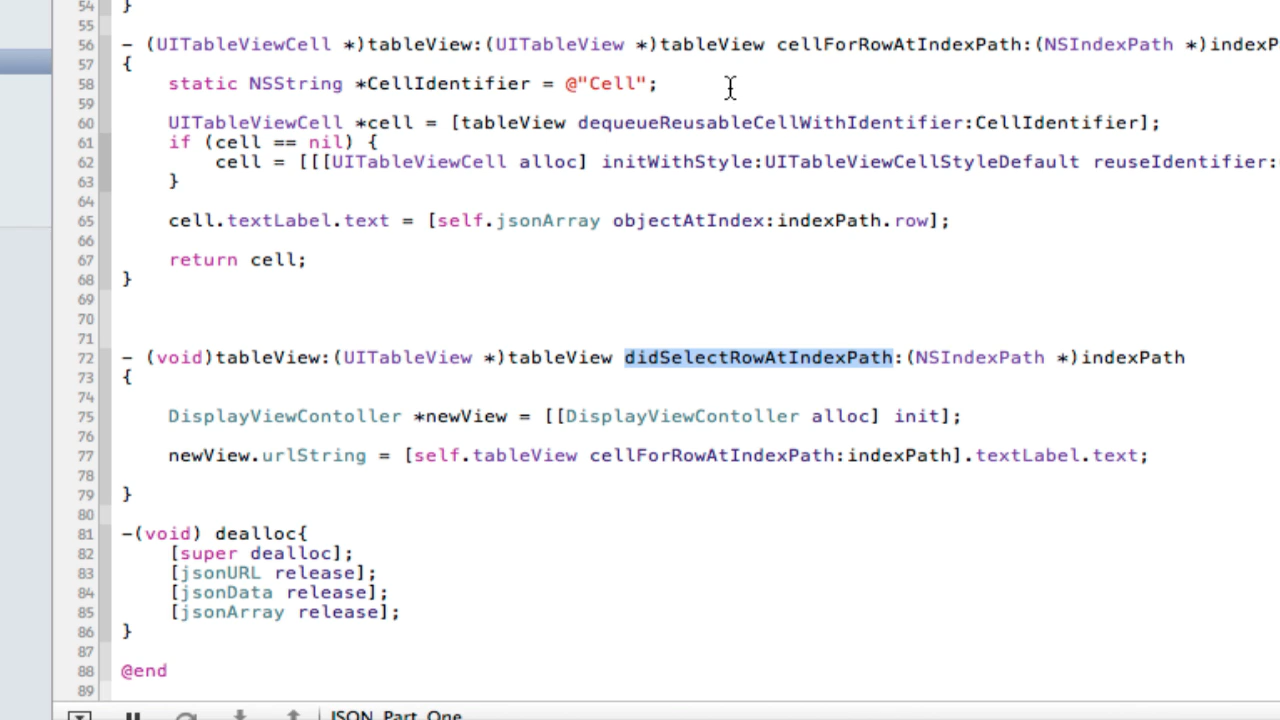 54 }
55
56 - (UITableViewCell *)tableView:(UITableView *)tableView cellForRowAtIndexPath:(NSIndexPath *)indexP
57 {
58 static NSString *CellIdentifier = @"Cell";
59
60 UITableViewCell *cell = [tableView dequeueReusableCellWithIdentifier:CellIdentifier];
61 if (cell == nil) {
62 cell = [[[UITableViewCell alloc] initWithStyle:UITableViewCellStyleDefault reuseIdentifier:
63 }
64
65 cell.textLabel.text = [self.jsonArray objectAtIndex:indexPath.row];
66
67 return cell;
68 }
69
70
71
72 - (void)tableView:(UITableView *)tableView didSelectRowAtIndexPath:(NSIndexPath *)indexPath
73 {
74
75 DisplayViewContoller *newView = [[DisplayViewContoller alloc] init];
76
77 newView.urlString = [self.tableView cellForRowAtIndexPath:indexPath].textLabel.text;
78
79 }
80
81 -(void) dealloc{
82 [super dealloc];
83 [jsonURL release];
84 [jsonData release];
85 [jsonArray release];
86 }
87
88 @end
89
JSON_Part_One